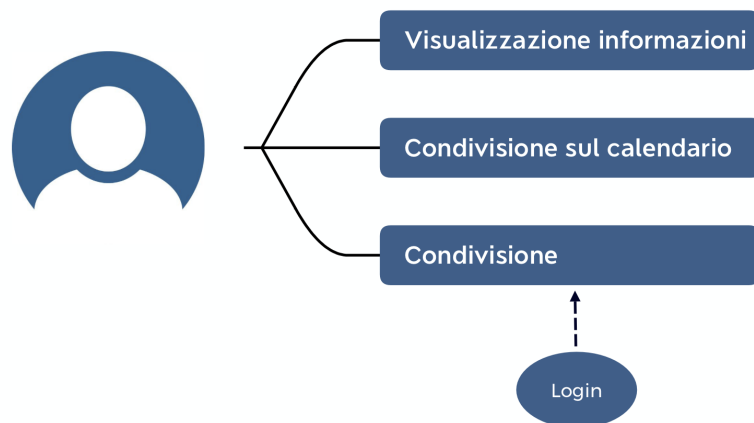 Visualizzazione informazioni
Condivisione sul calendario
Condivisione
Login